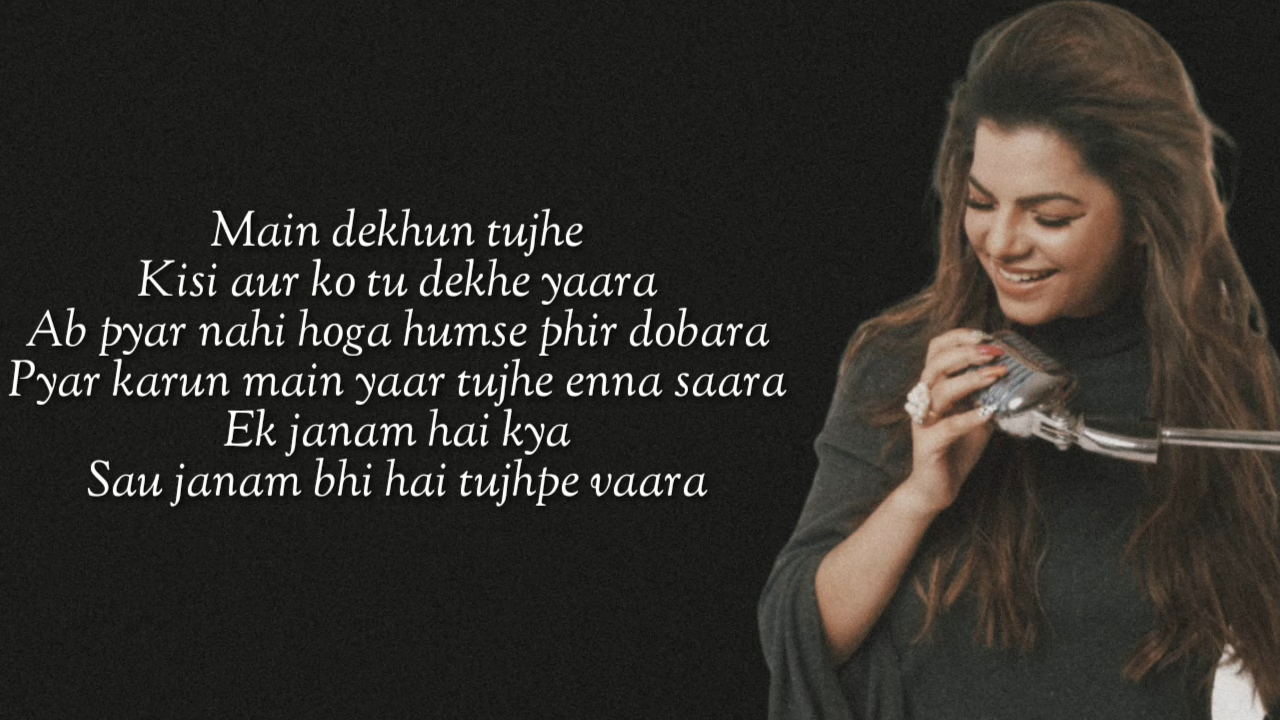 Main dekhun tujhe
Kisi aur ko tu dekhe yaara
Ab pyar nahi hoga humse phir dobara
Pyar karun main yaar tujhe enna saara
Ek janam hai kya
Sau janam bhi hai tujhpe vaara